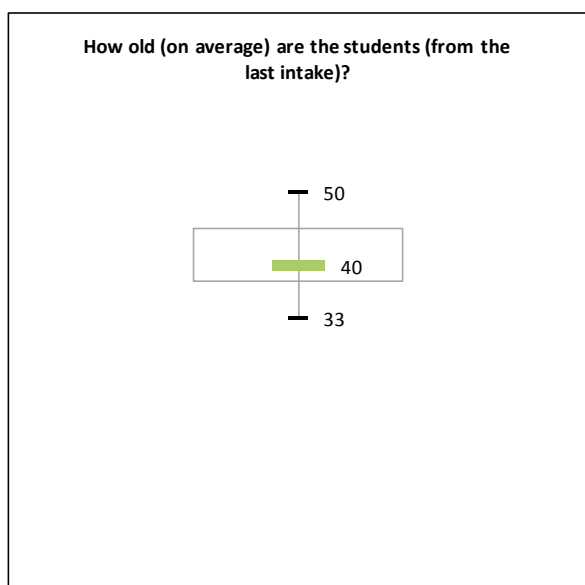 How old (on average) are the students (from the
last intake)?
50
40
33